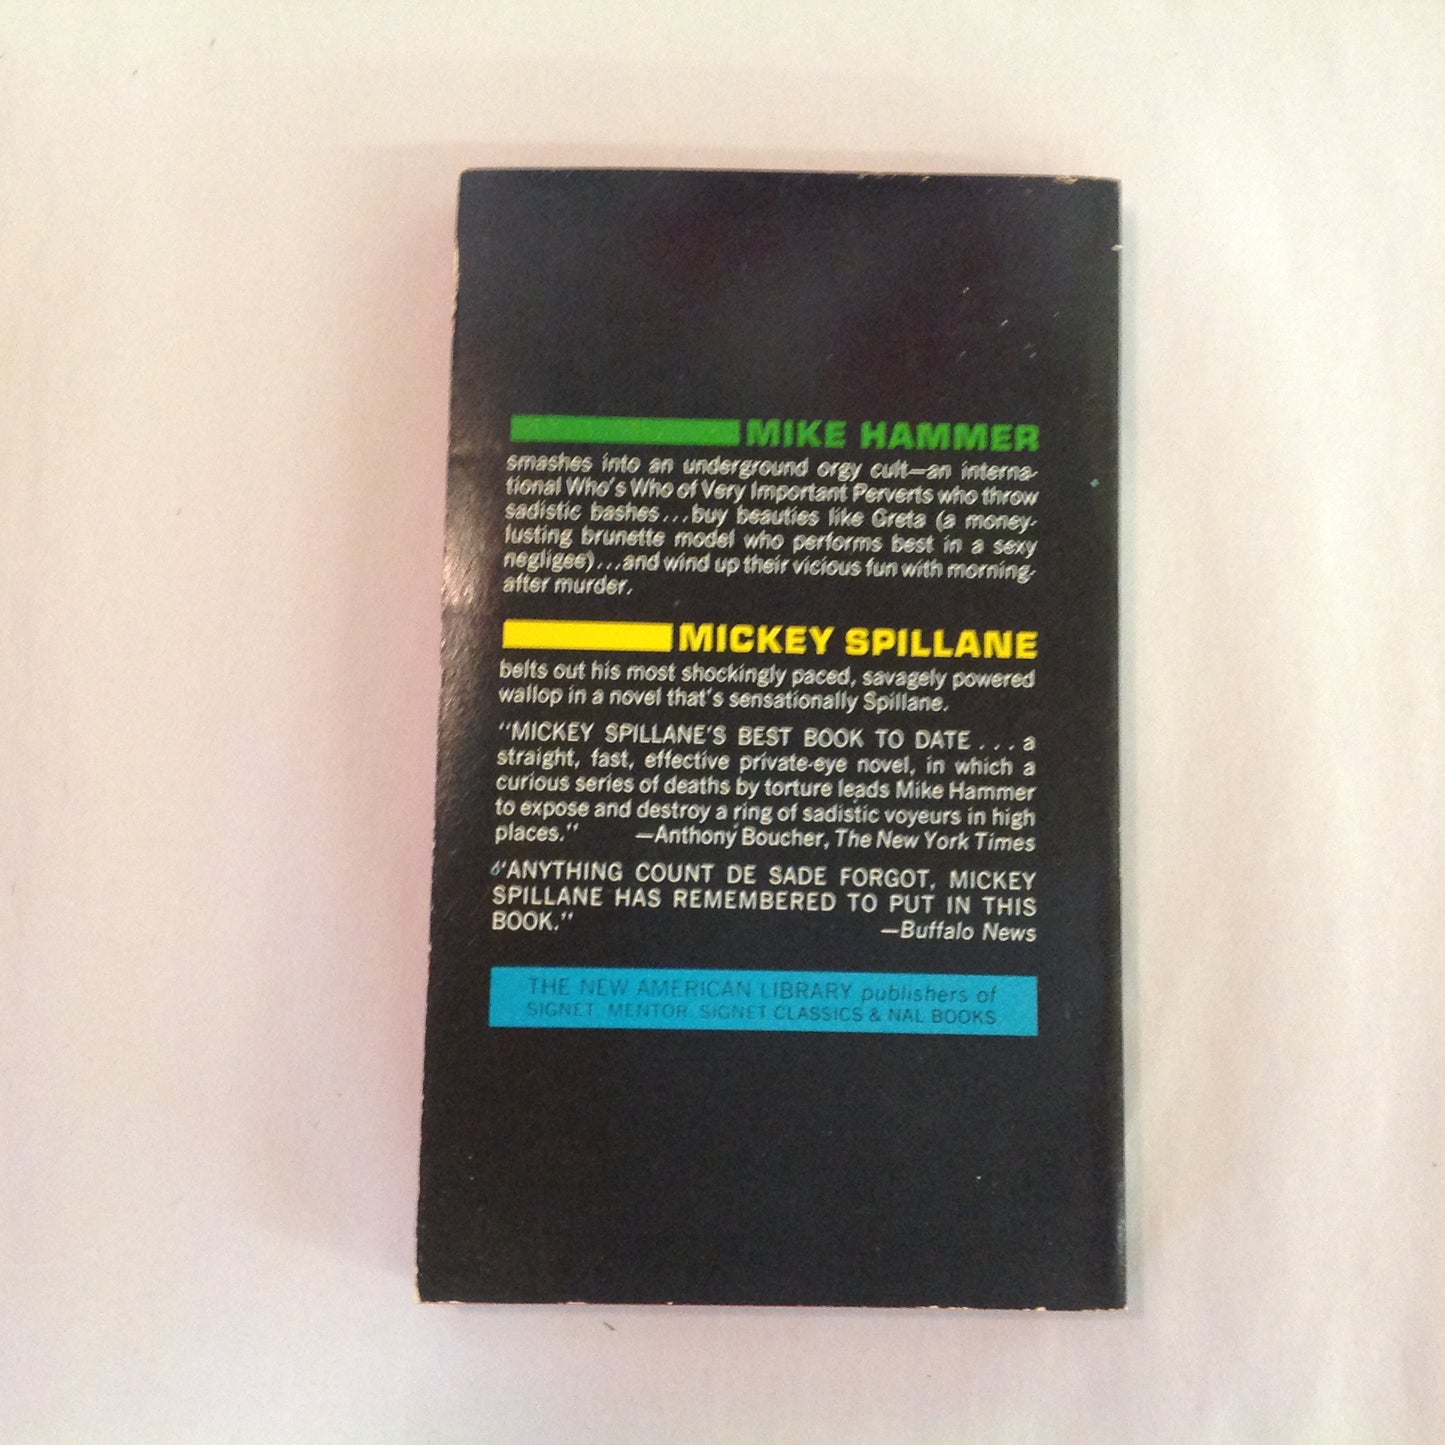 MIKE HAMMER
smashes into an underground orgy cult—an interna-
tional Who's Who of Very Important Perverts who throw
sadistic bashes...buy beauties like Greta (a money-
lusting brunette model who performs best in a sexy
negligee)...and wind up their vicious fun with morning-
after murder.
MICKEY SPILLANE
belts out his most shockingly paced, savagely powered
wallop in a novel that's sensationally Spillane.
"MICKEY SPILLANE'S BEST BOOK TO DATE . . . a
straight, fast, effective private-eye novel, in which a
curious series of deaths by torture leads Mike Hammer
to expose and destroy a ring of sadistic voyeurs in high
places." —Anthony Boucher, The New York Times
"ANYTHING COUNT DE SADE FORGOT, MICKEY
SPILLANE HAS REMEMBERED TO PUT IN THIS
BOOK." —Buffalo News
THE NEW AMERICAN LIBRARY publishers of
SIGNET, MENTOR, SIGNET CLASSICS & NAL BOOKS